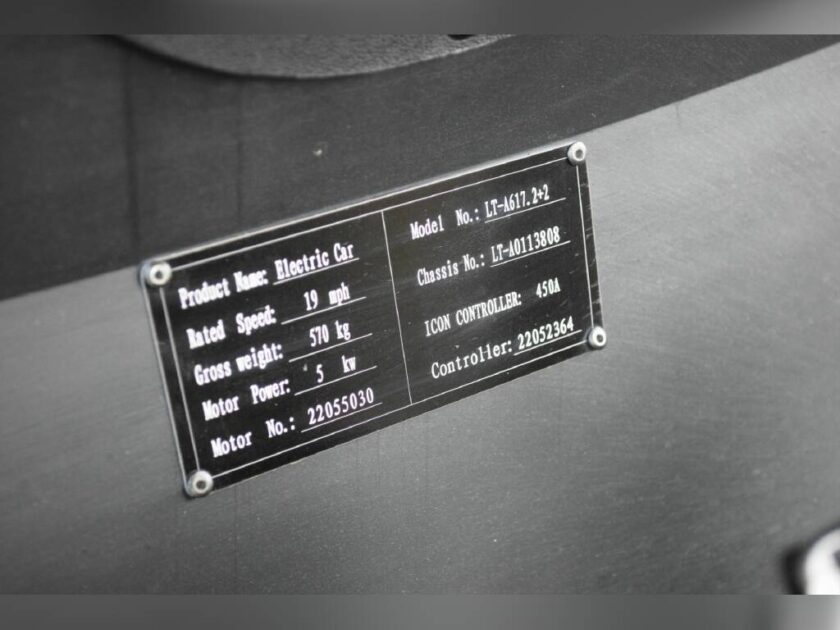 Product Name: Electric Car
Rated Speed: 19 mph
Gross weight: 570 kg
Motor Power: 5 kw
Motor No.: 22055030
Model No.: LT-A617.2+2
Chassis No.: LT-A0113808
ICON CONTROLLER: 450A
Controller: 22052364